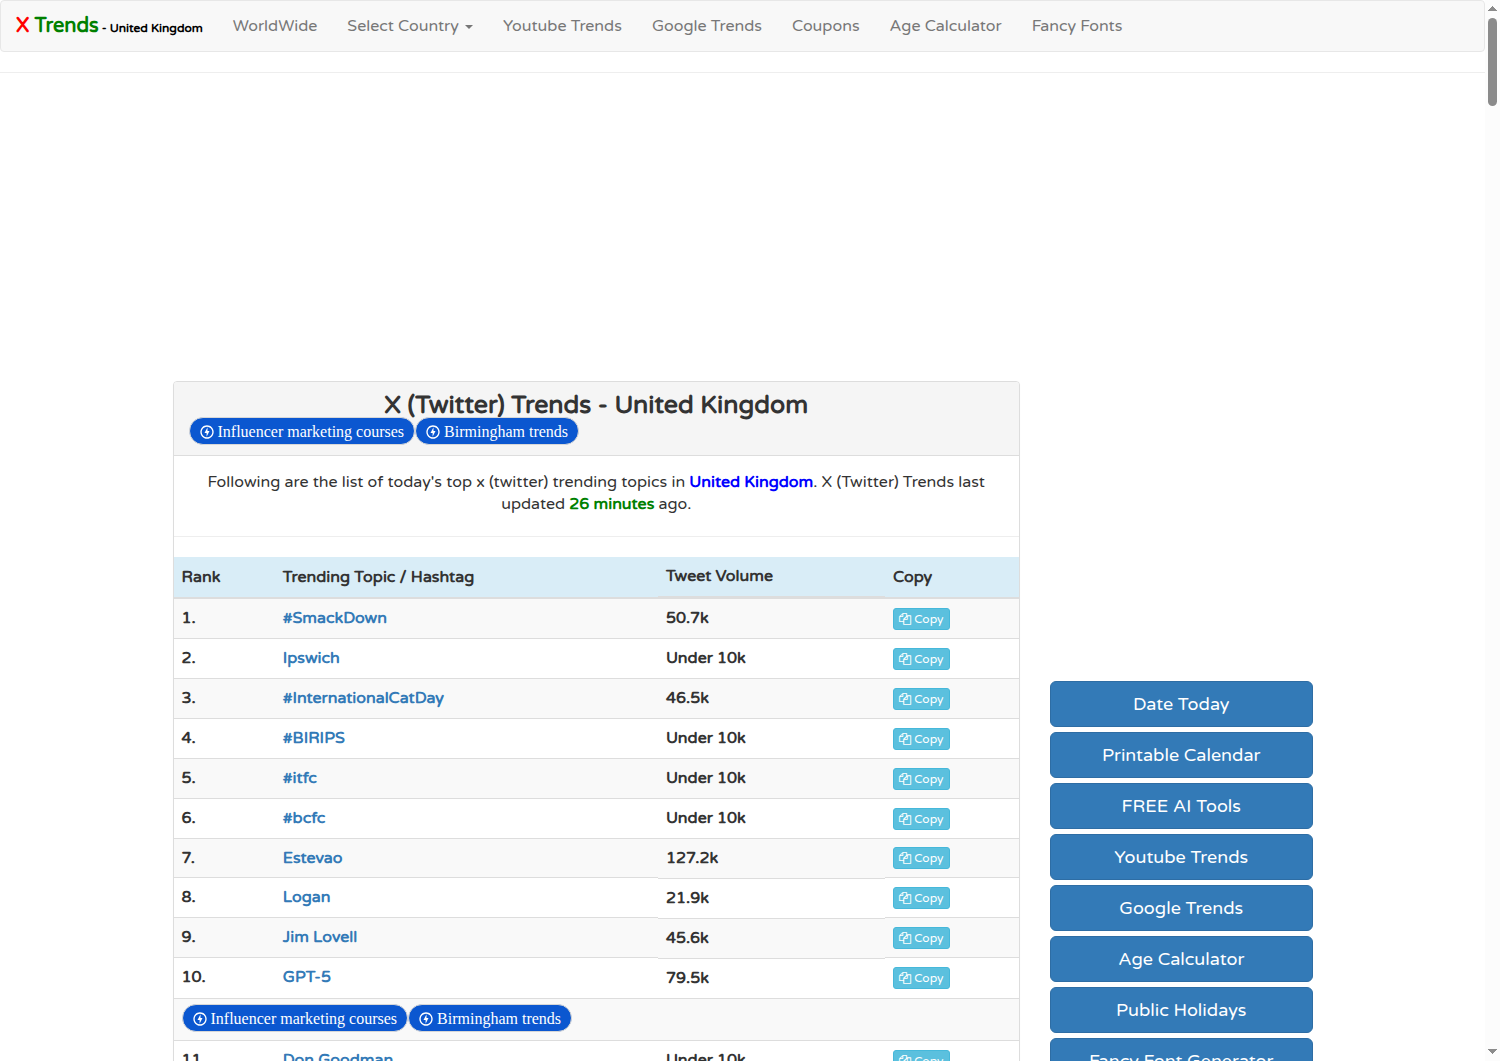 X Trends - United Kingdom WorldWide Select Country Youtube Trends Google Trends Coupons Age Calculator Fancy Fonts
X (Twitter) Trends - United Kingdom
Influencer marketing courses Birmingham trends
Following are the list of today's top x (twitter) trending topics in United Kingdom. X (Twitter) Trends last
updated 26 minutes ago.
Rank Trending Topic / Hashtag Tweet Volume Copy
1. #SmackDown 50.7k Copy
2. Ipswich Under 10k Copy
3. #InternationalCatDay 46.5k Copy
4. #BIRIPS Under 10k Copy
5. #itfc Under 10k Copy
6. #bcfc Under 10k Copy
7. Estevao 127.2k Copy
8. Logan 21.9k Copy
9. Jim Lovell 45.6k Copy
10. GPT-5 79.5k Copy
Influencer marketing courses Birmingham trends
11. Don Goodman Under 10k Copy
Date Today
Printable Calendar
FREE AI Tools
Youtube Trends
Google Trends
Age Calculator
Public Holidays
Fancy Font Generator